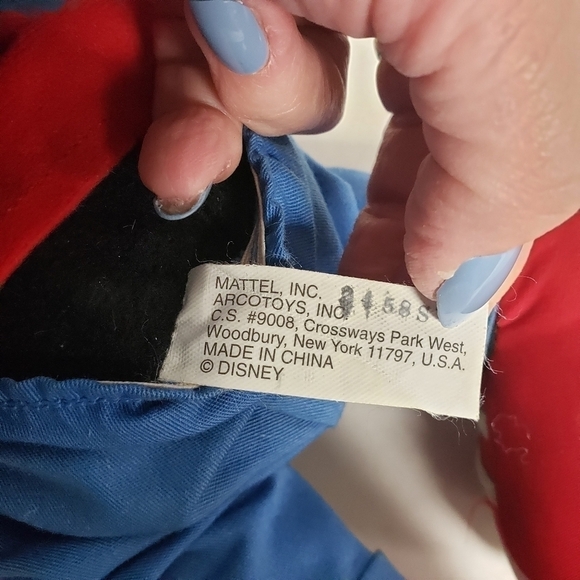 MATTEL, INC.
ARCOTOYS, INC.
C.S. #9008, Crossways Park West,
Woodbury, New York 11797, U.S.A.
MADE IN CHINA
© DISNEY